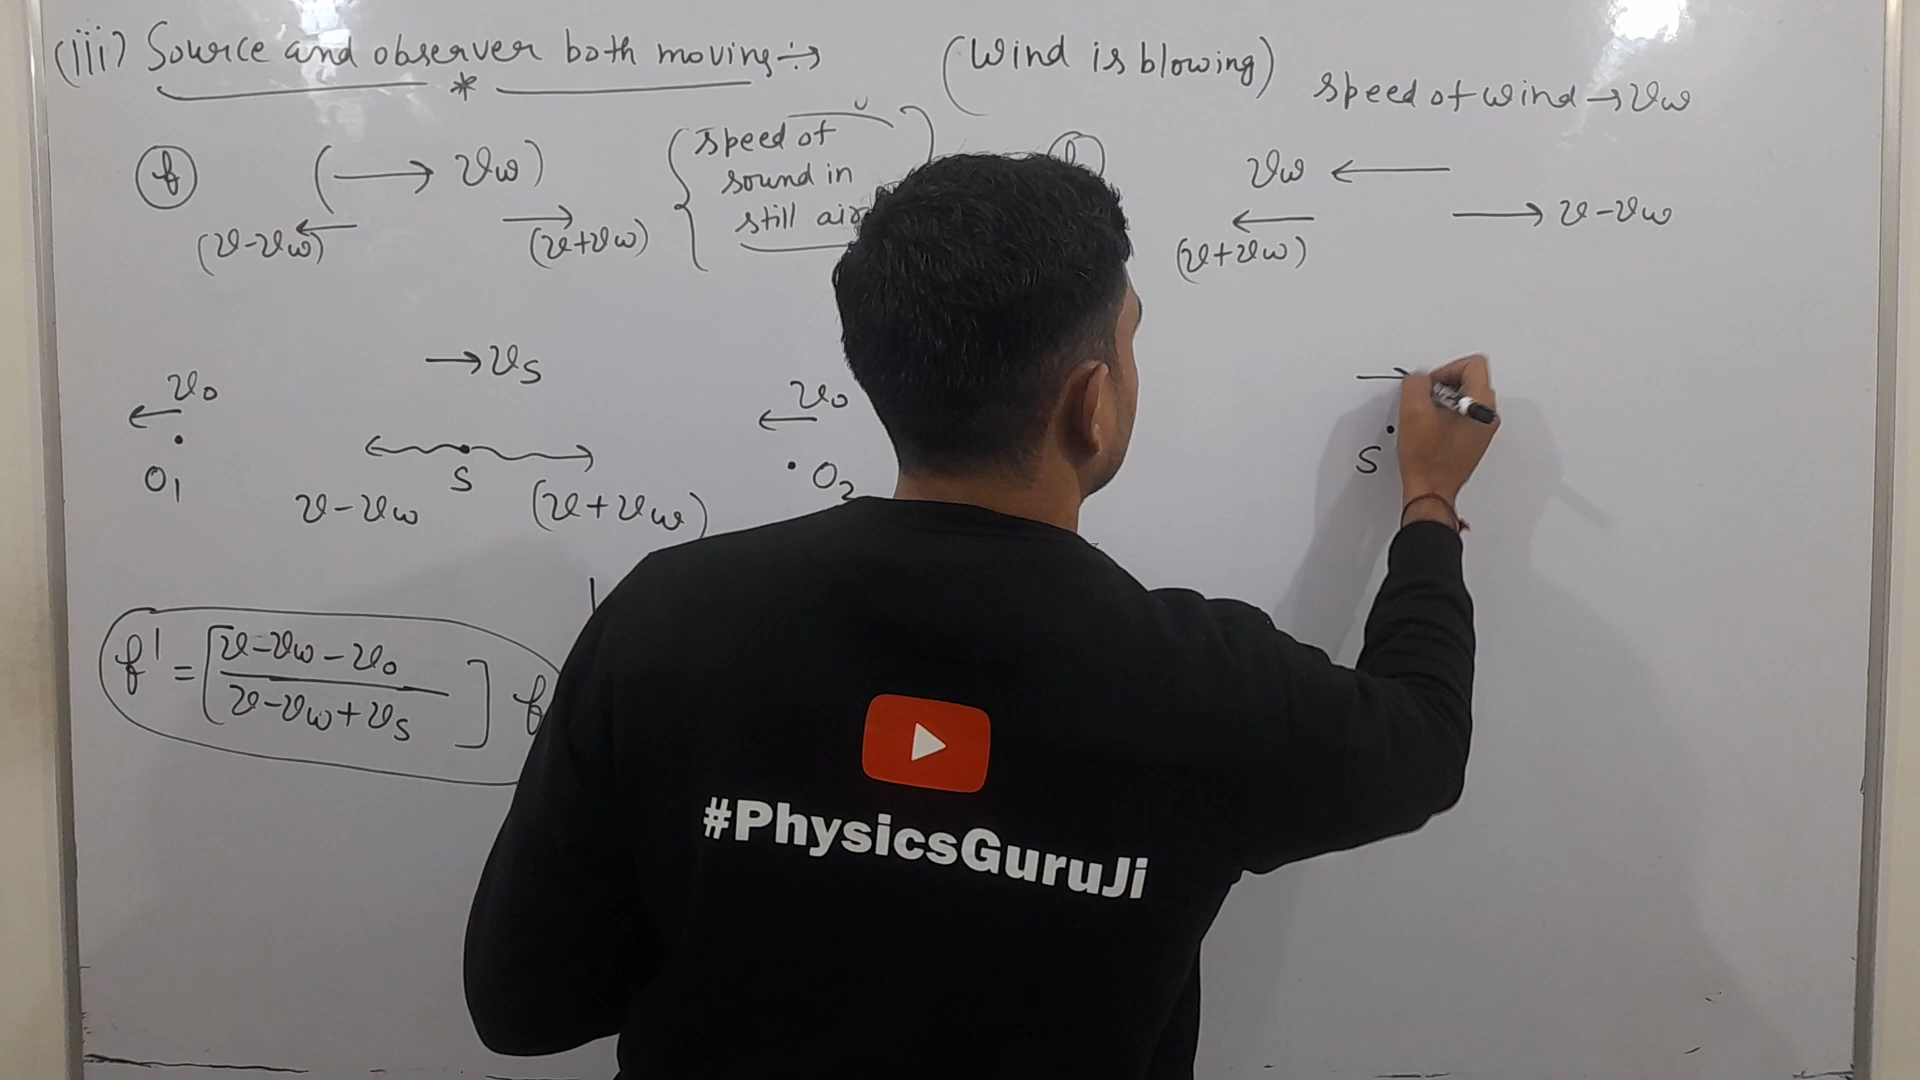 (iii) Source and observer both moving:→
(Wind is blowing)
speed of wind → vw
f
(→ vw)
(v-vw) ←
→ (v+vw)
{speed of
sound in
still air
vw ←
←
(v+vw)
→ v-vw
→ vs
vo
←
O1
S
v-vw
(v+vw)
vo
←
O2
→
S
f' = [v-vw-vo / v-vw+vs] f
#PhysicsGuruJi